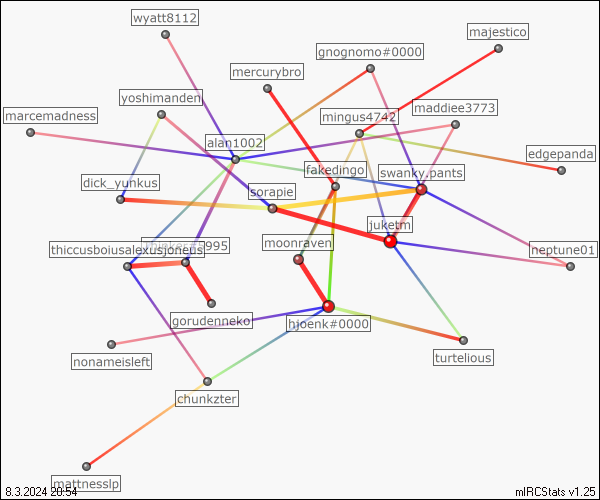 wyatt8112
majestico
gnognomo#0000
mercurybro
yoshimanden
maddiee3773
marcemadness
mingus4742
alan1002
edgepanda
fakedingo
swanky.pants
dick_yunkus
sorapie
juketm
moonraven
995
thiccusboiusalexusjoneus
neptune01
gorudenneko
hjoenk#0000
nonameisleft
turtelious
chunkzter
mattnesslp
8.3.2024 20:54
mIRCStats v1.25